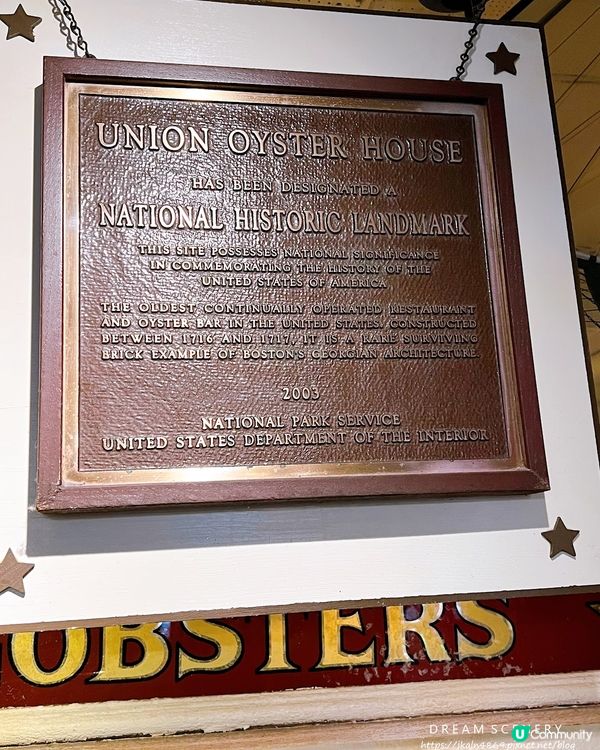 UNION OYSTER HOUSE
HAS BEEN DESIGNATED A
NATIONAL HISTORIC LANDMARK
THIS SITE POSSESSES NATIONAL SIGNIFICANCE
IN COMMEMORATING THE HISTORY OF THE
UNITED STATES OF AMERICA
THE OLDEST CONTINUALLY OPERATED RESTAURANT
AND OYSTER BAR IN THE UNITED STATES. CONSTRUCTED
BETWEEN 1716 AND 1717, IT IS A RARE SURVIVING
BRICK EXAMPLE OF BOSTON'S GEORGIAN ARCHITECTURE.
2003
NATIONAL PARK SERVICE
UNITED STATES DEPARTMENT OF THE INTERIOR
OBSTERS
DREAM
U Community